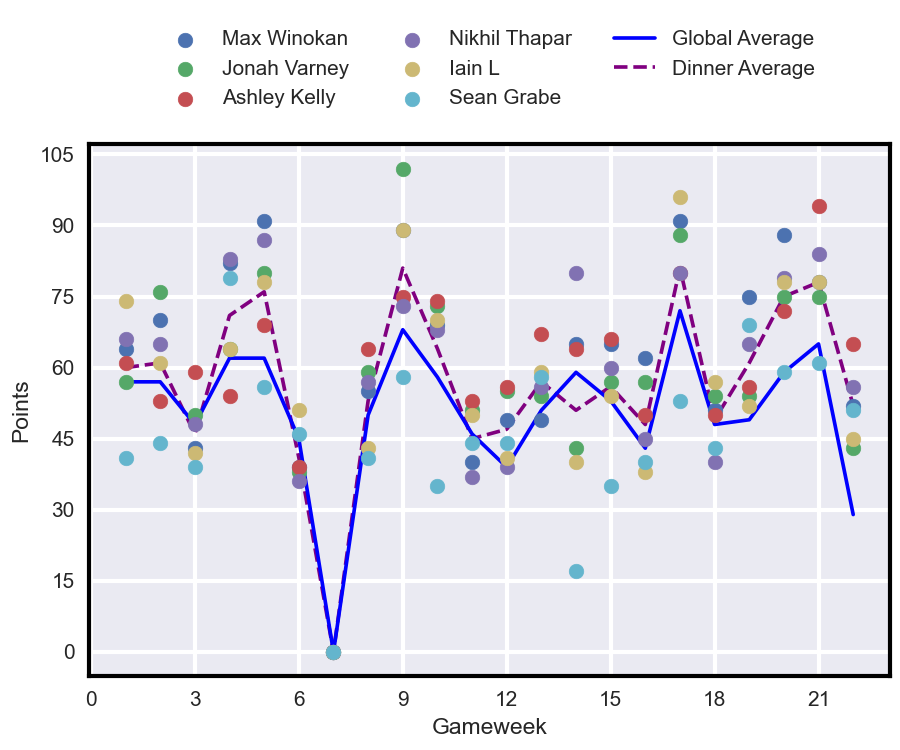 Max Winokan
Jonah Varney
Ashley Kelly
Nikhil Thapar
Iain L
Sean Grabe
Global Average
Dinner Average
105
90
75
60
45
30
15
0
Points
0 3 6 9 12 15 18 21
Gameweek